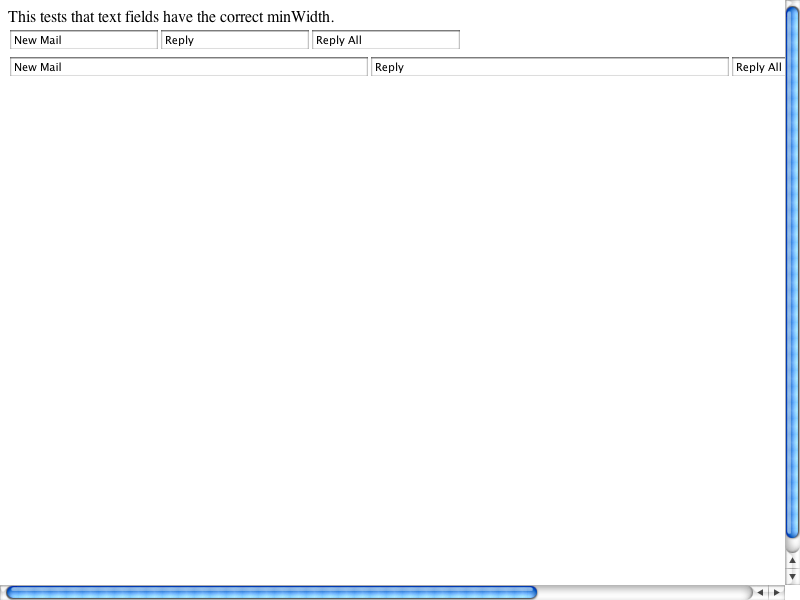 This tests that text fields have the correct minWidth.
New Mail Reply Reply All
New Mail Reply Reply All